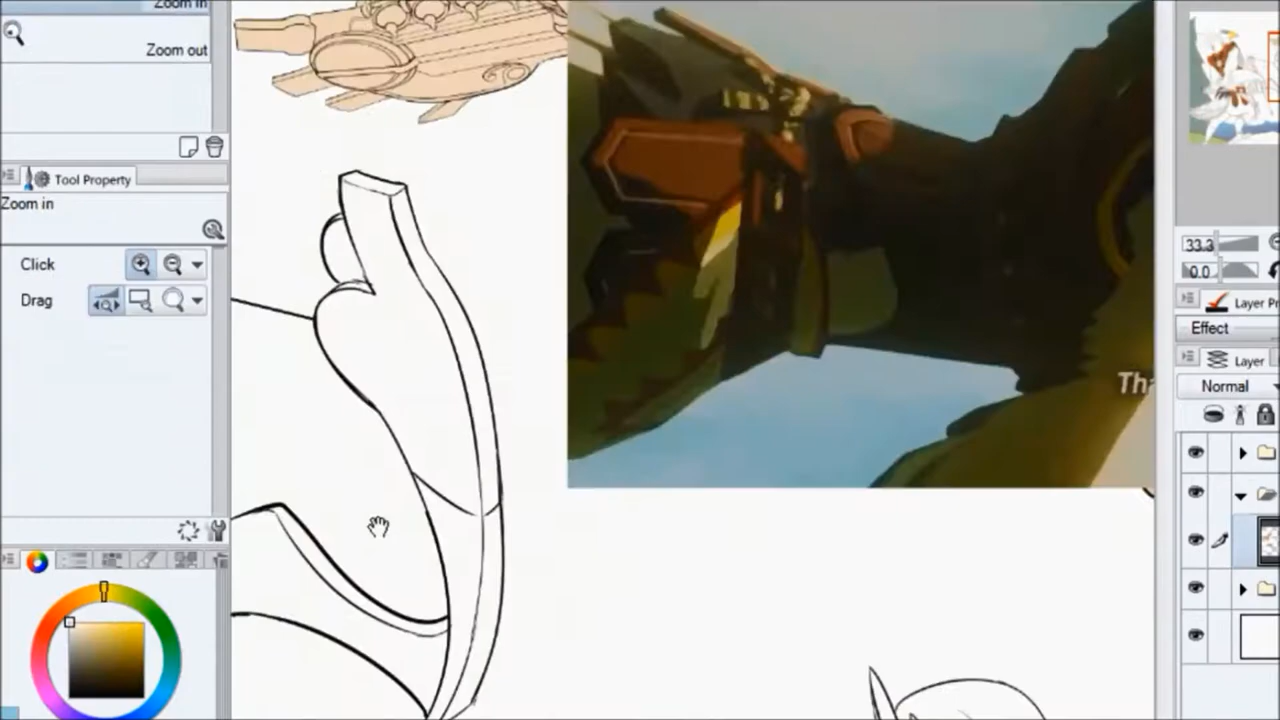 Zoom in
Zoom out
Tool Property
Zoom in
Click
Drag
Tha
33.3
0.0
Layer Pr
Effect
Layer
Normal